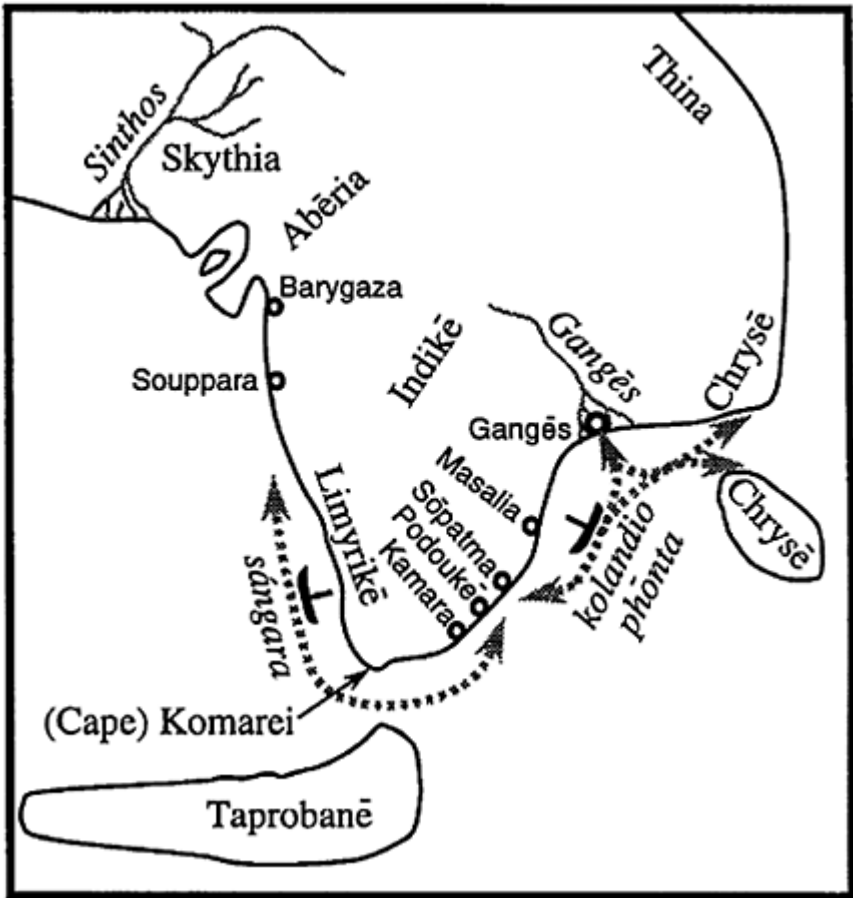 Thina
Sinthos
Skythia
Abēria
Barygaza
Indikē
Gangēs
Chrysē
Souppara
Gangēs
Masalia
Limyrikē
Sōpatma
Chrysē
Podoukē
kolandio
phōnta
Kamara
sángara
(Cape) Komarei
Taprobanē